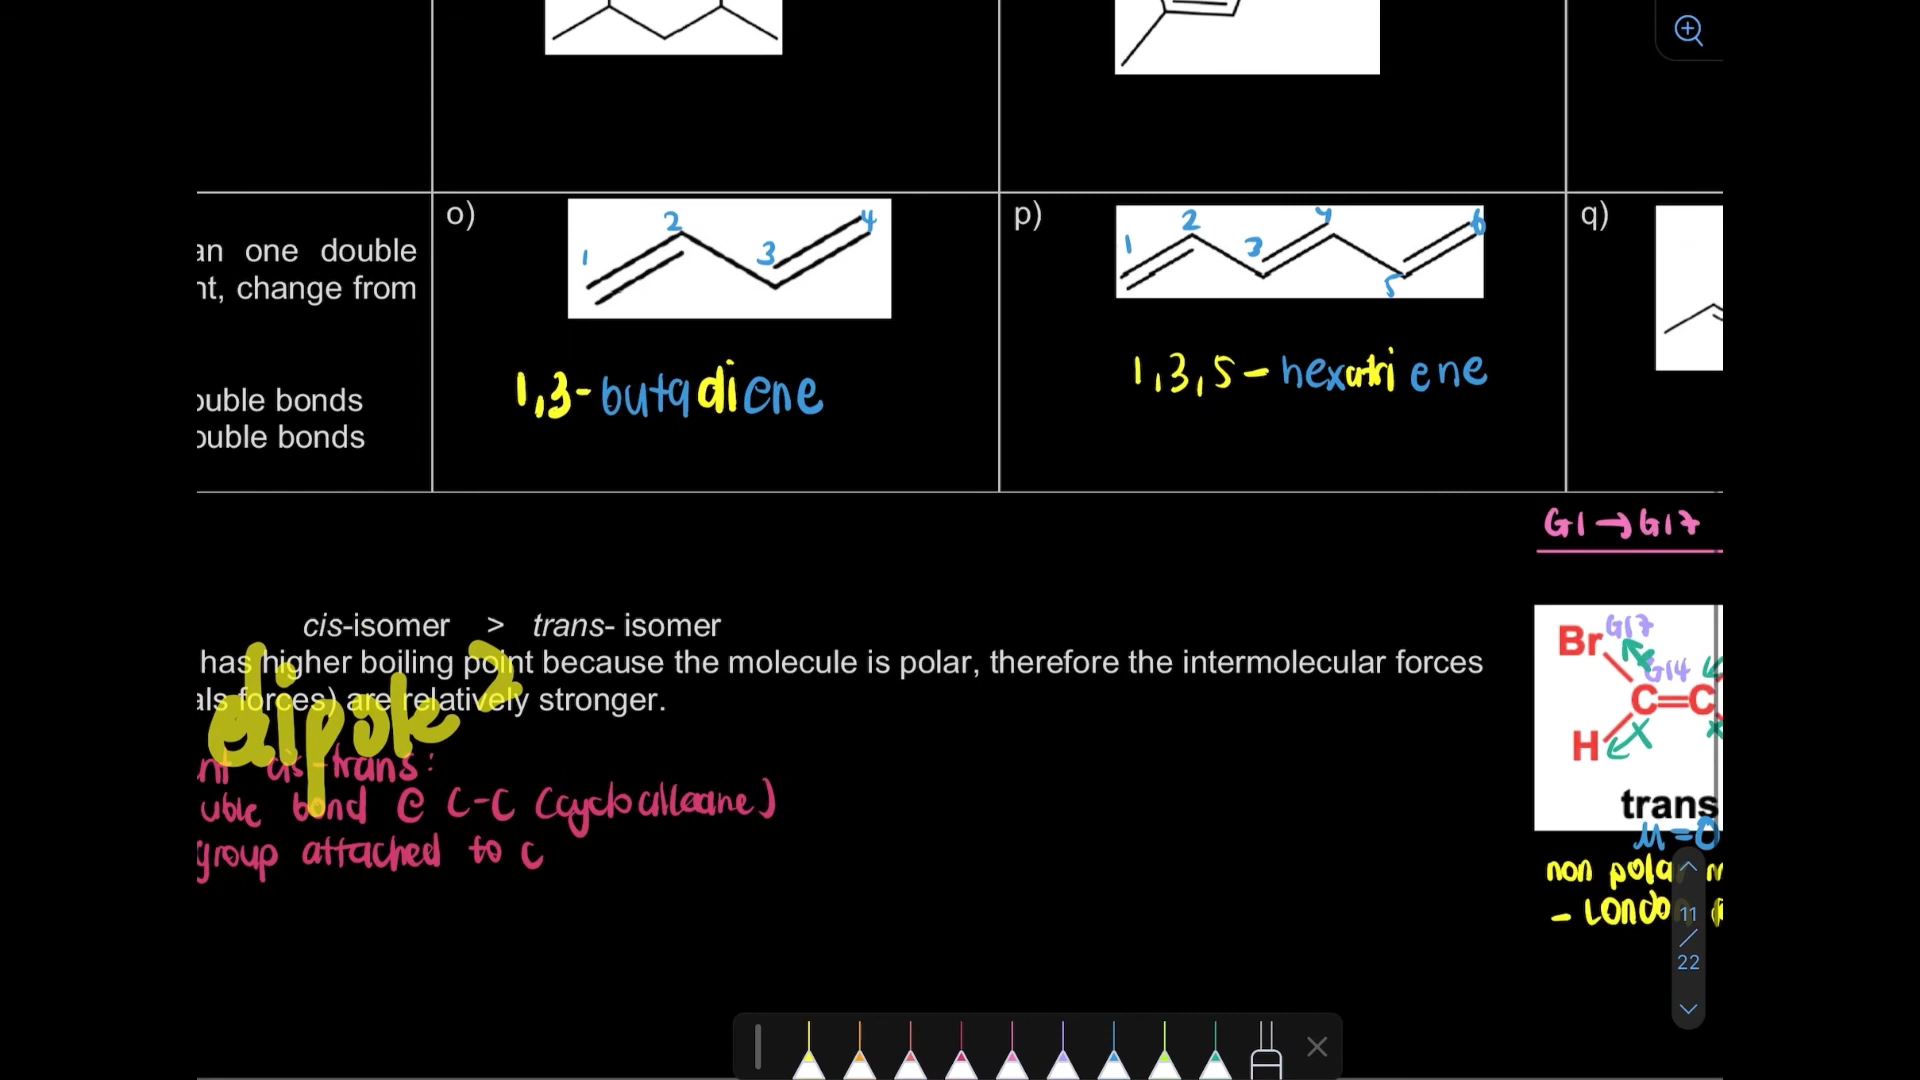 o)
p)
q)
1 2 3 4
1 2 3 4 5 6
an one double
nt, change from
ouble bonds
ouble bonds
1,3-butadiene
1,3,5-hexatriene
G1→G17
cis-isomer > trans- isomer
has higher boiling point because the molecule is polar, therefore the intermolecular forces
als forces) are relatively stronger.
dipole
cis-trans:
uble bond @ C-C (cycloalkane)
group attached to C
Br G17
G14
C=C
H
trans
μ=0
non pola
- Londo
11
/
22